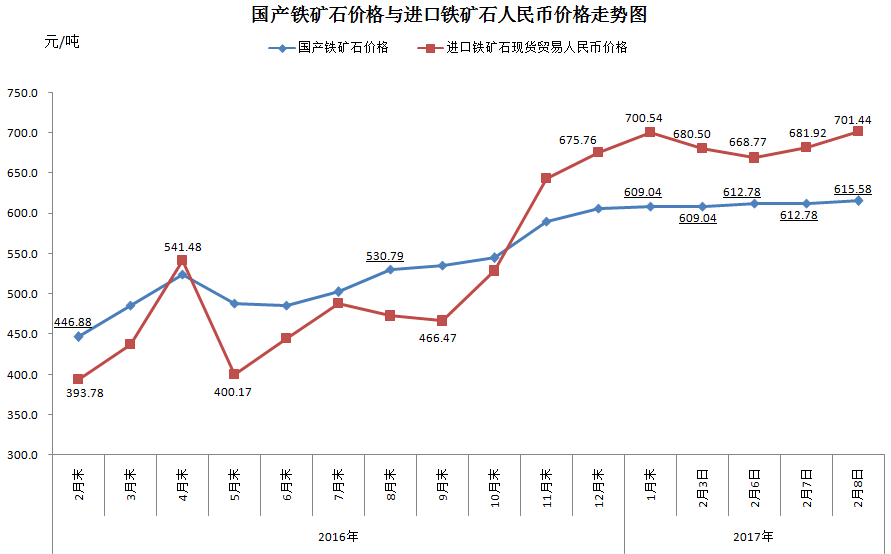 国产铁矿石价格与进口铁矿石人民币价格走势图
元/吨
国产铁矿石价格 进口铁矿石现货贸易人民币价格
750.0
700.0
650.0
600.0
550.0
500.0
450.0
400.0
350.0
300.0
446.88
393.78
541.48
400.17
530.79
466.47
675.76
700.54
609.04
680.50
609.04
668.77
612.78
681.92
612.78
701.44
615.58
2月末
3月末
4月末
5月末
6月末
7月末
8月末
9月末
10月末
11月末
12月末
1月末
2月3日
2月6日
2月7日
2月8日
2016年 2017年